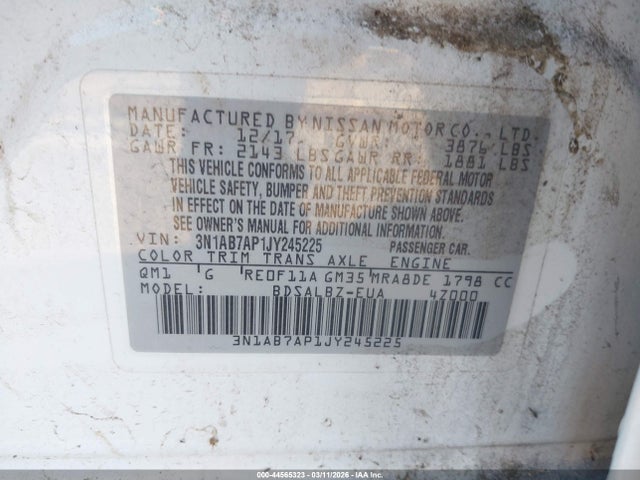 MANUFACTURED BY NISSAN MOTOR CO., LTD.
DATE: 12/17 GVWR: 3876 LBS
GAWR FR: 2143 LBS GAWR RR: 1881 LBS
THIS VEHICLE CONFORMS TO ALL APPLICABLE FEDERAL MOTOR
VEHICLE SAFETY, BUMPER AND THEFT PREVENTION STANDARDS
IN EFFECT ON THE DATE OF MANUFACTURE SHOWN ABOVE.
SEE OWNER'S MANUAL FOR ADDITIONAL INFORMATION
VIN: 3N1AB7AP1JY245225 PASSENGER CAR.
COLOR TRIM TRANS AXLE ENGINE
QM1 G RE0F11A GM35 MRA8DE 1798 CC
MODEL: BDSALBZ-EUA 4Z000
3N1AB7AP1JY245225
000-44565323 | 03/11/2026 - COPART, INC.